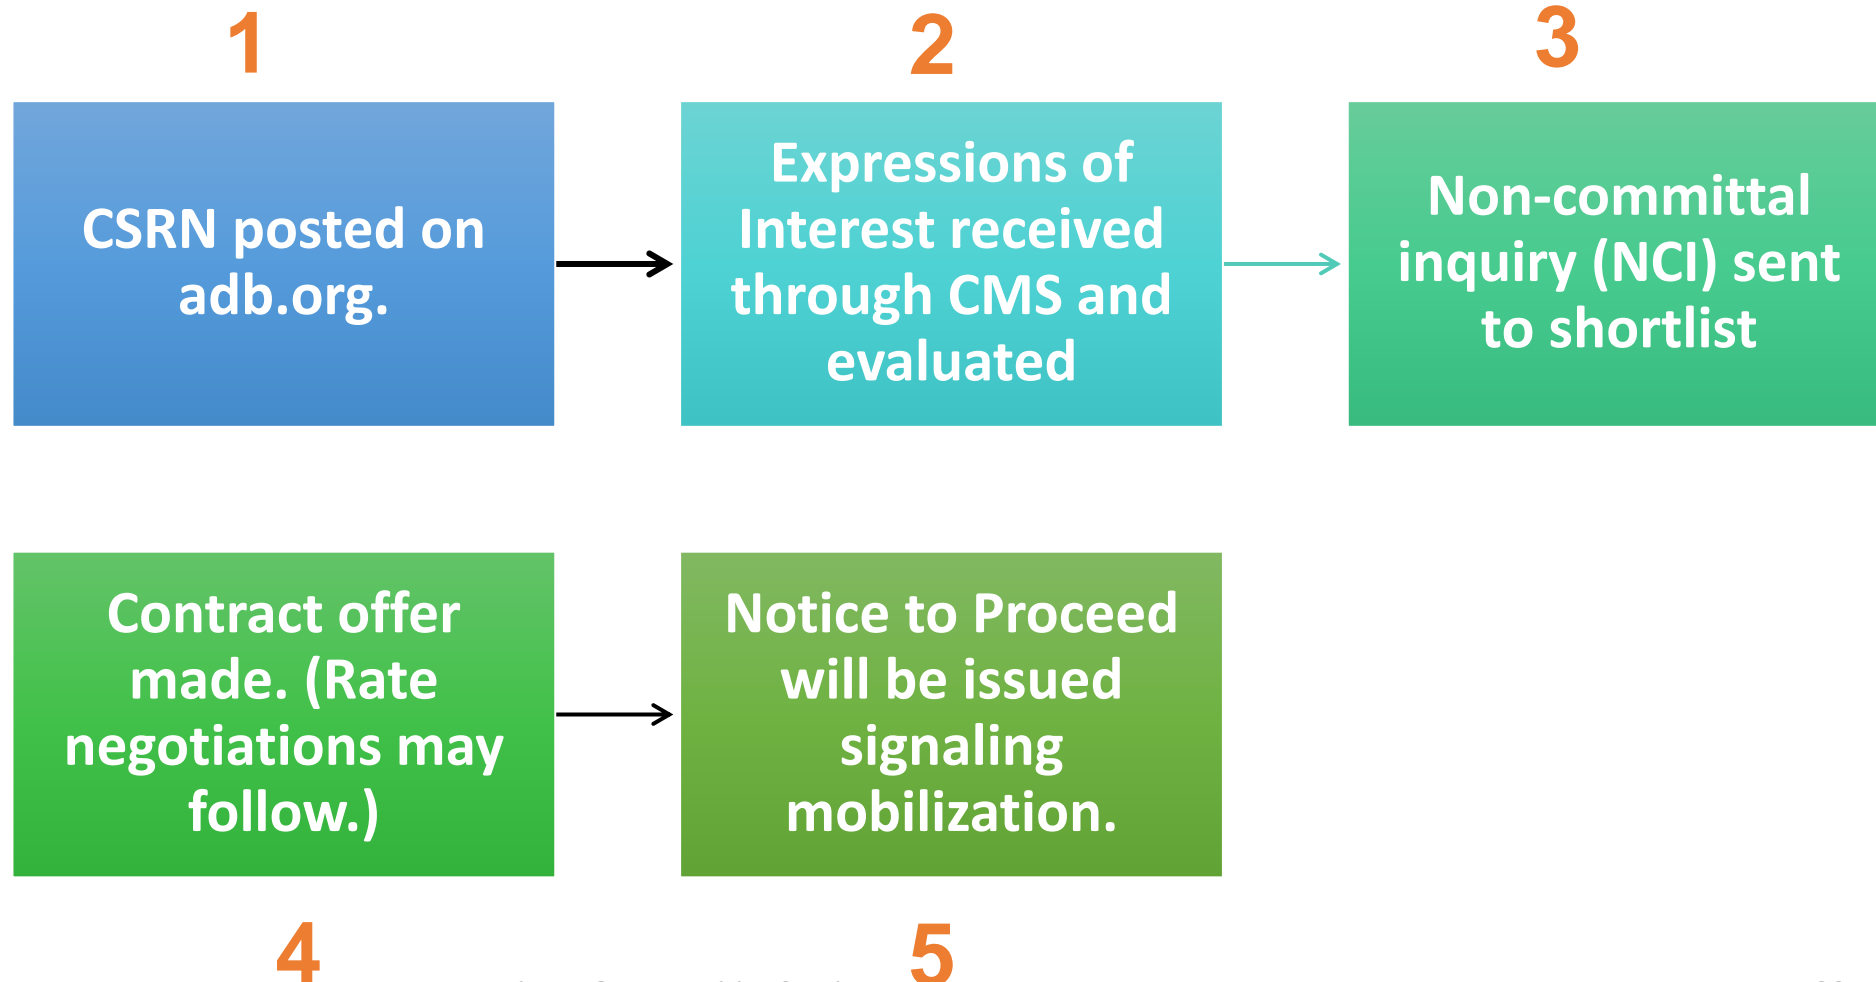 1
2
3
CSRN posted on
adb.org.
Expressions of
Interest received
through CMS and
evaluated
Non-committal
inquiry (NCI) sent
to shortlist
Contract offer
made. (Rate
negotiations may
follow.)
Notice to Proceed
will be issued
signaling
mobilization.
4
5